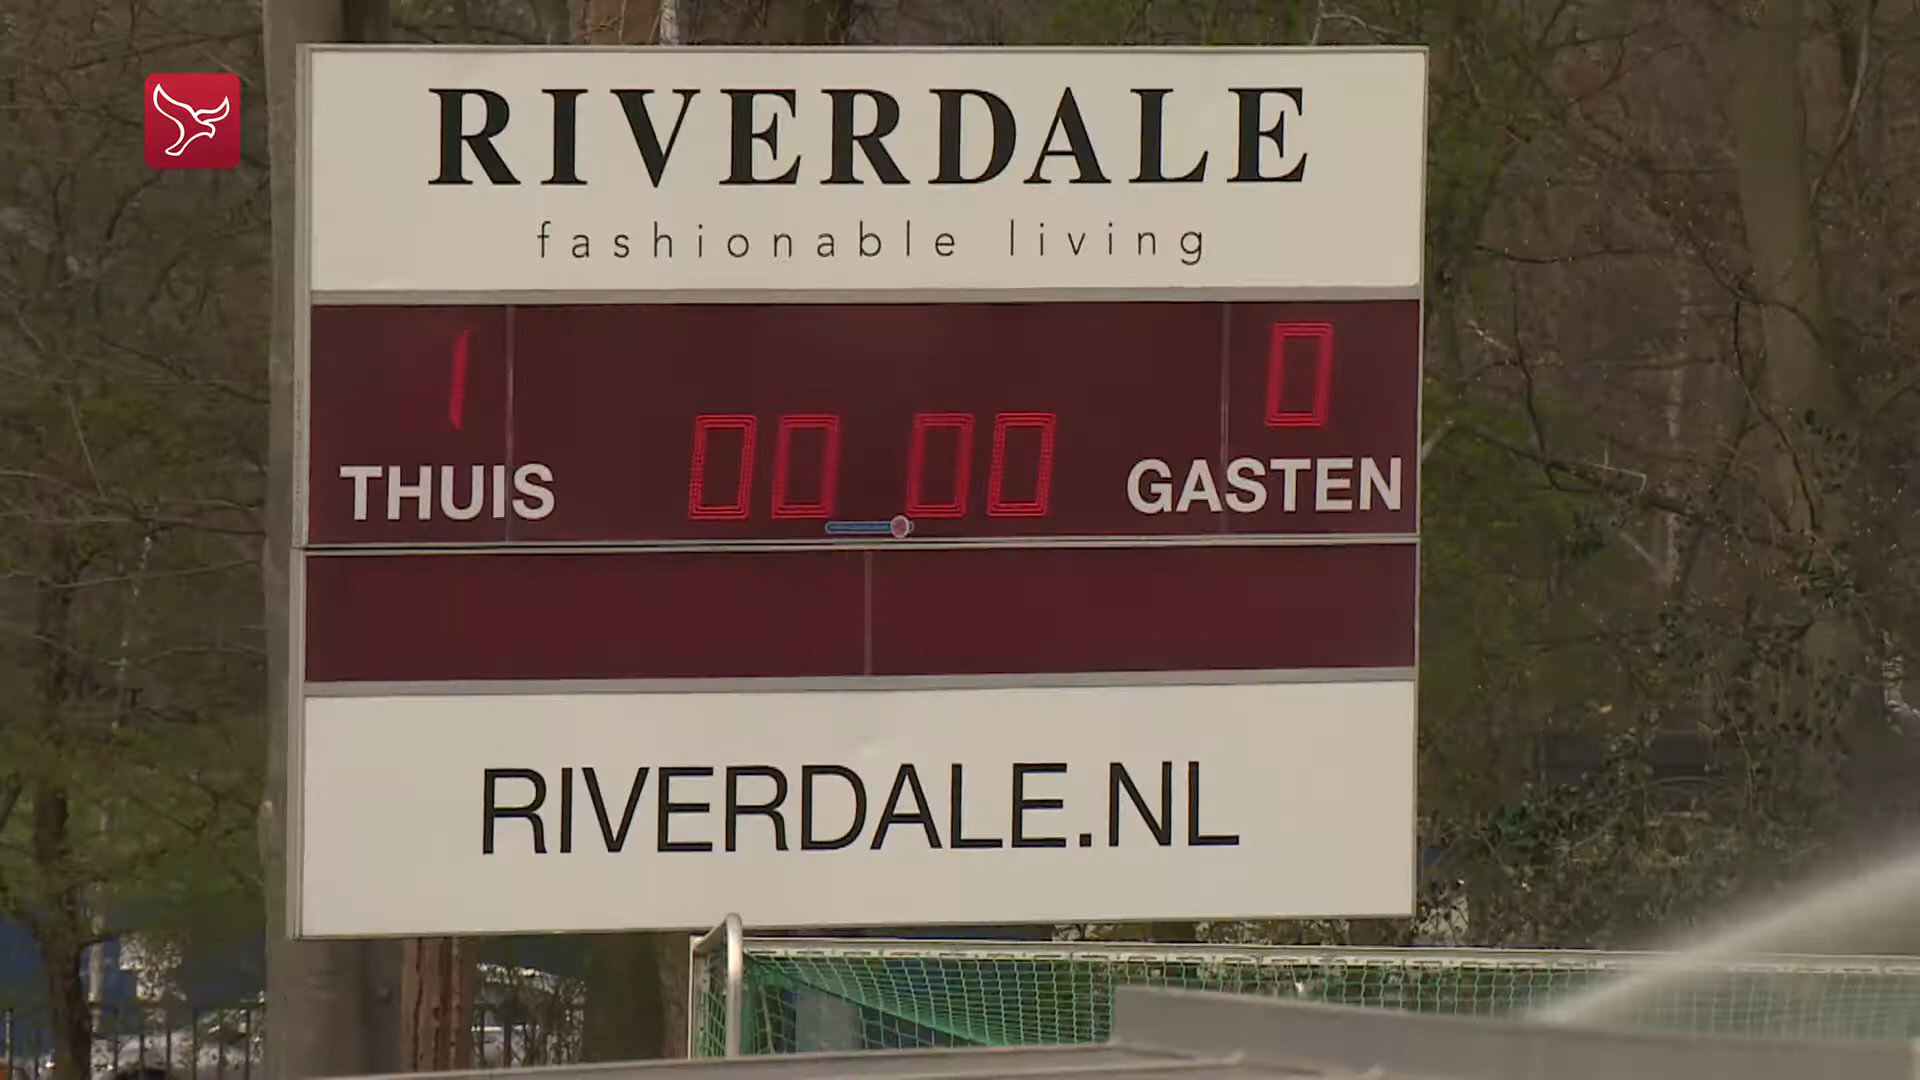 RIVERDALE
fashionable living
1 0
00 00
THUIS GASTEN
RIVERDALE.NL